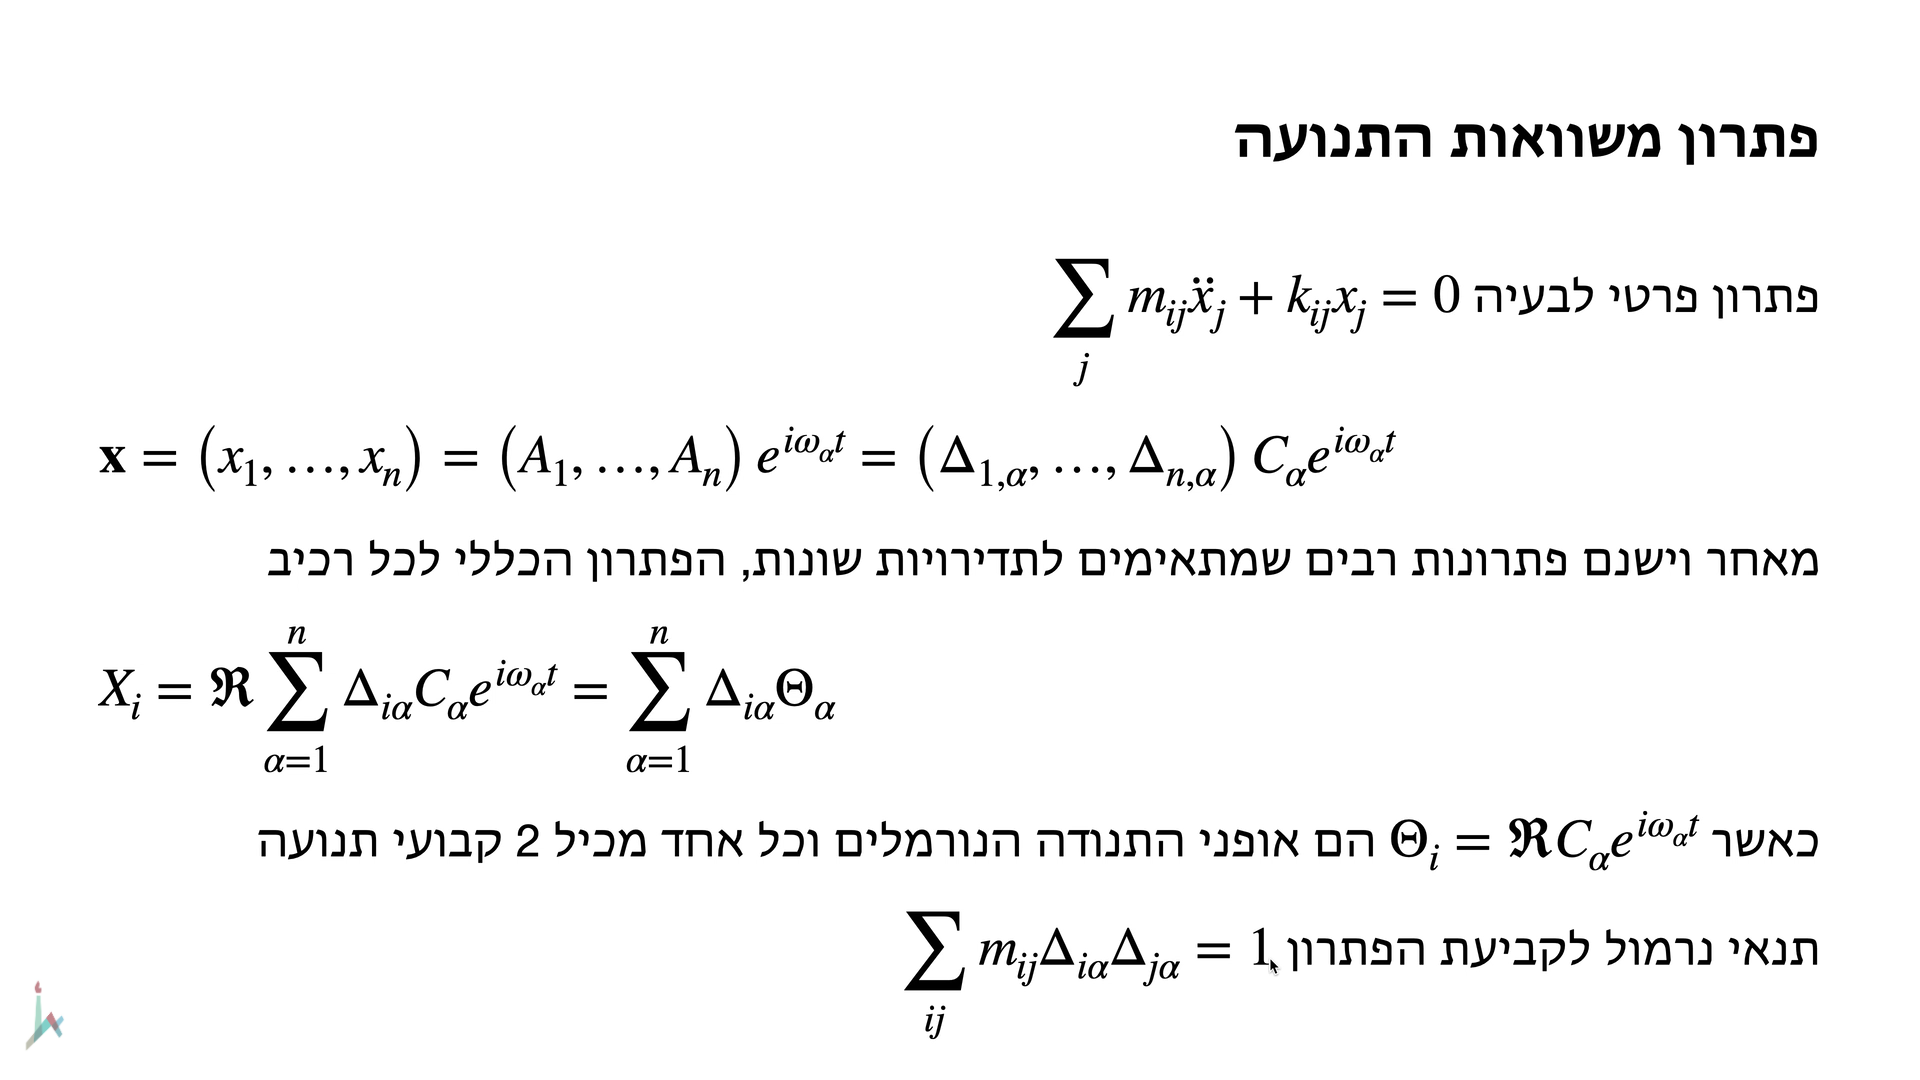 פתרון משוואות התנועה
פתרון פרטי לבעיה $\sum_{j} m_{ij}\ddot{x}_j + k_{ij}x_j = 0$
$\mathbf{x} = (x_1, \ldots, x_n) = (A_1, \ldots, A_n) e^{i\omega_\alpha t} = (\Delta_{1,\alpha}, \ldots, \Delta_{n,\alpha}) C_\alpha e^{i\omega_\alpha t}$
מאחר וישנם פתרונות רבים שמתאימים לתדירויות שונות, הפתרון הכללי לכל רכיב
$X_i = \Re \sum_{\alpha=1}^{n} \Delta_{i\alpha} C_\alpha e^{i\omega_\alpha t} = \sum_{\alpha=1}^{n} \Delta_{i\alpha} \Theta_\alpha$
כאשר $\Theta_i = \Re C_\alpha e^{i\omega_\alpha t}$ הם אופני התנודה הנורמלים וכל אחד מכיל 2 קבועי תנועה
תנאי נרמול לקביעת הפתרון $\sum_{ij} m_{ij}\Delta_{i\alpha}\Delta_{j\alpha} = 1$